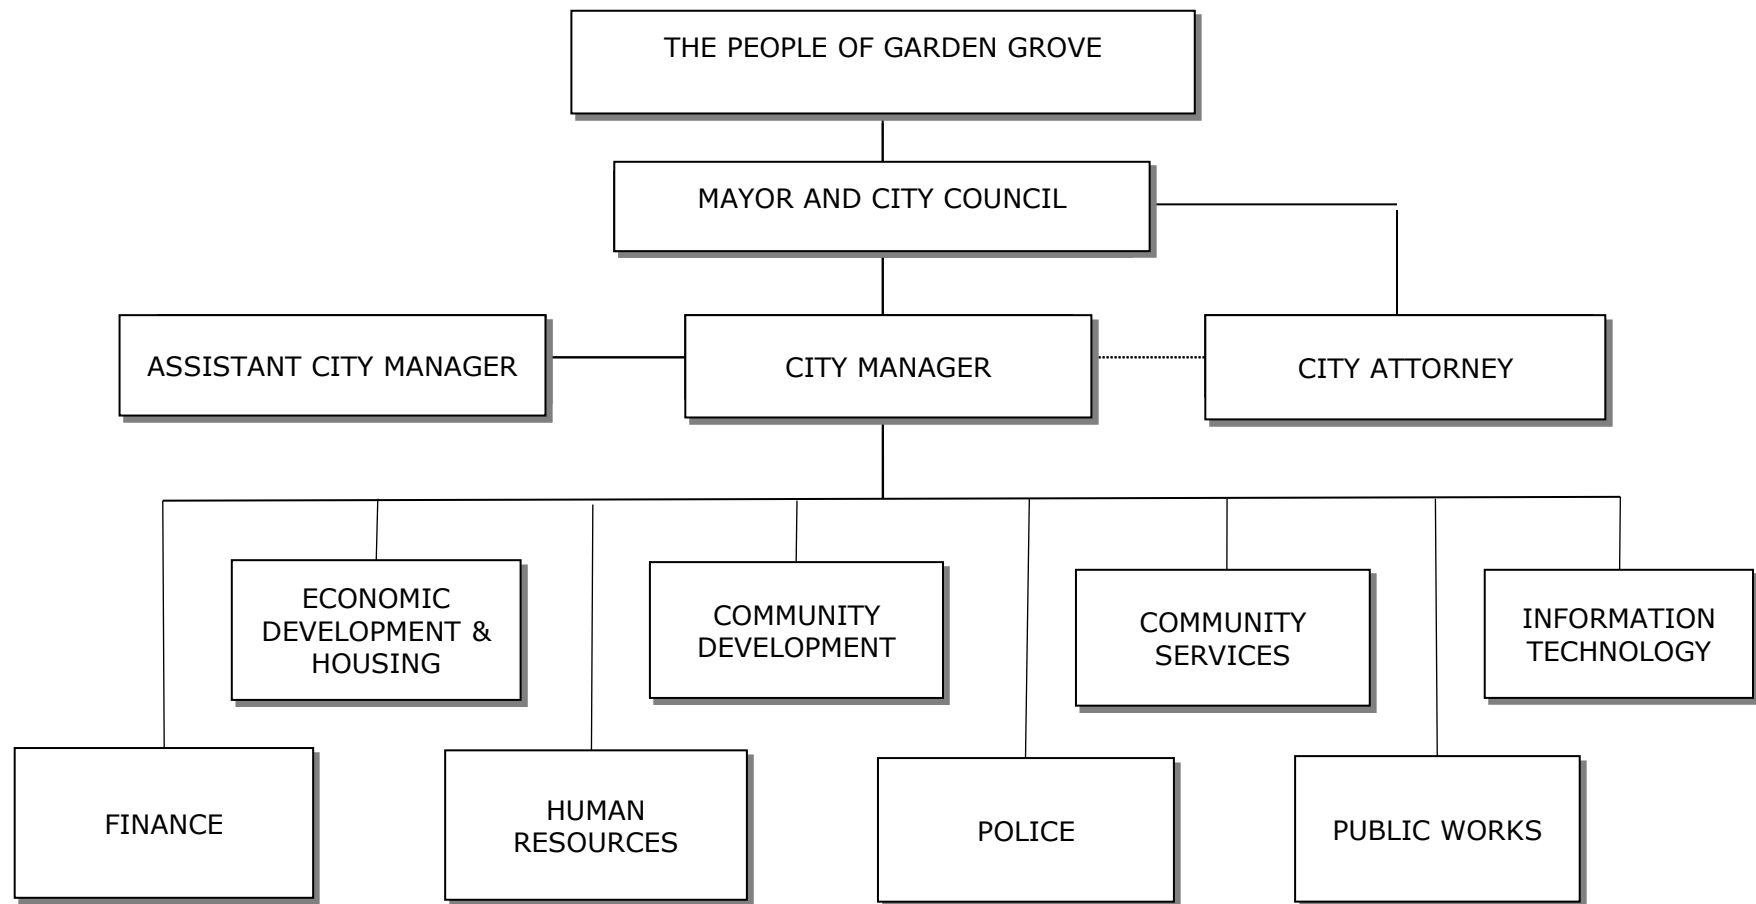 THE PEOPLE OF GARDEN GROVE
MAYOR AND CITY COUNCIL
ASSISTANT CITY MANAGER
CITY MANAGER
CITY ATTORNEY
ECONOMIC
DEVELOPMENT &
HOUSING
COMMUNITY
DEVELOPMENT
COMMUNITY
SERVICES
INFORMATION
TECHNOLOGY
FINANCE
HUMAN
RESOURCES
POLICE
PUBLIC WORKS